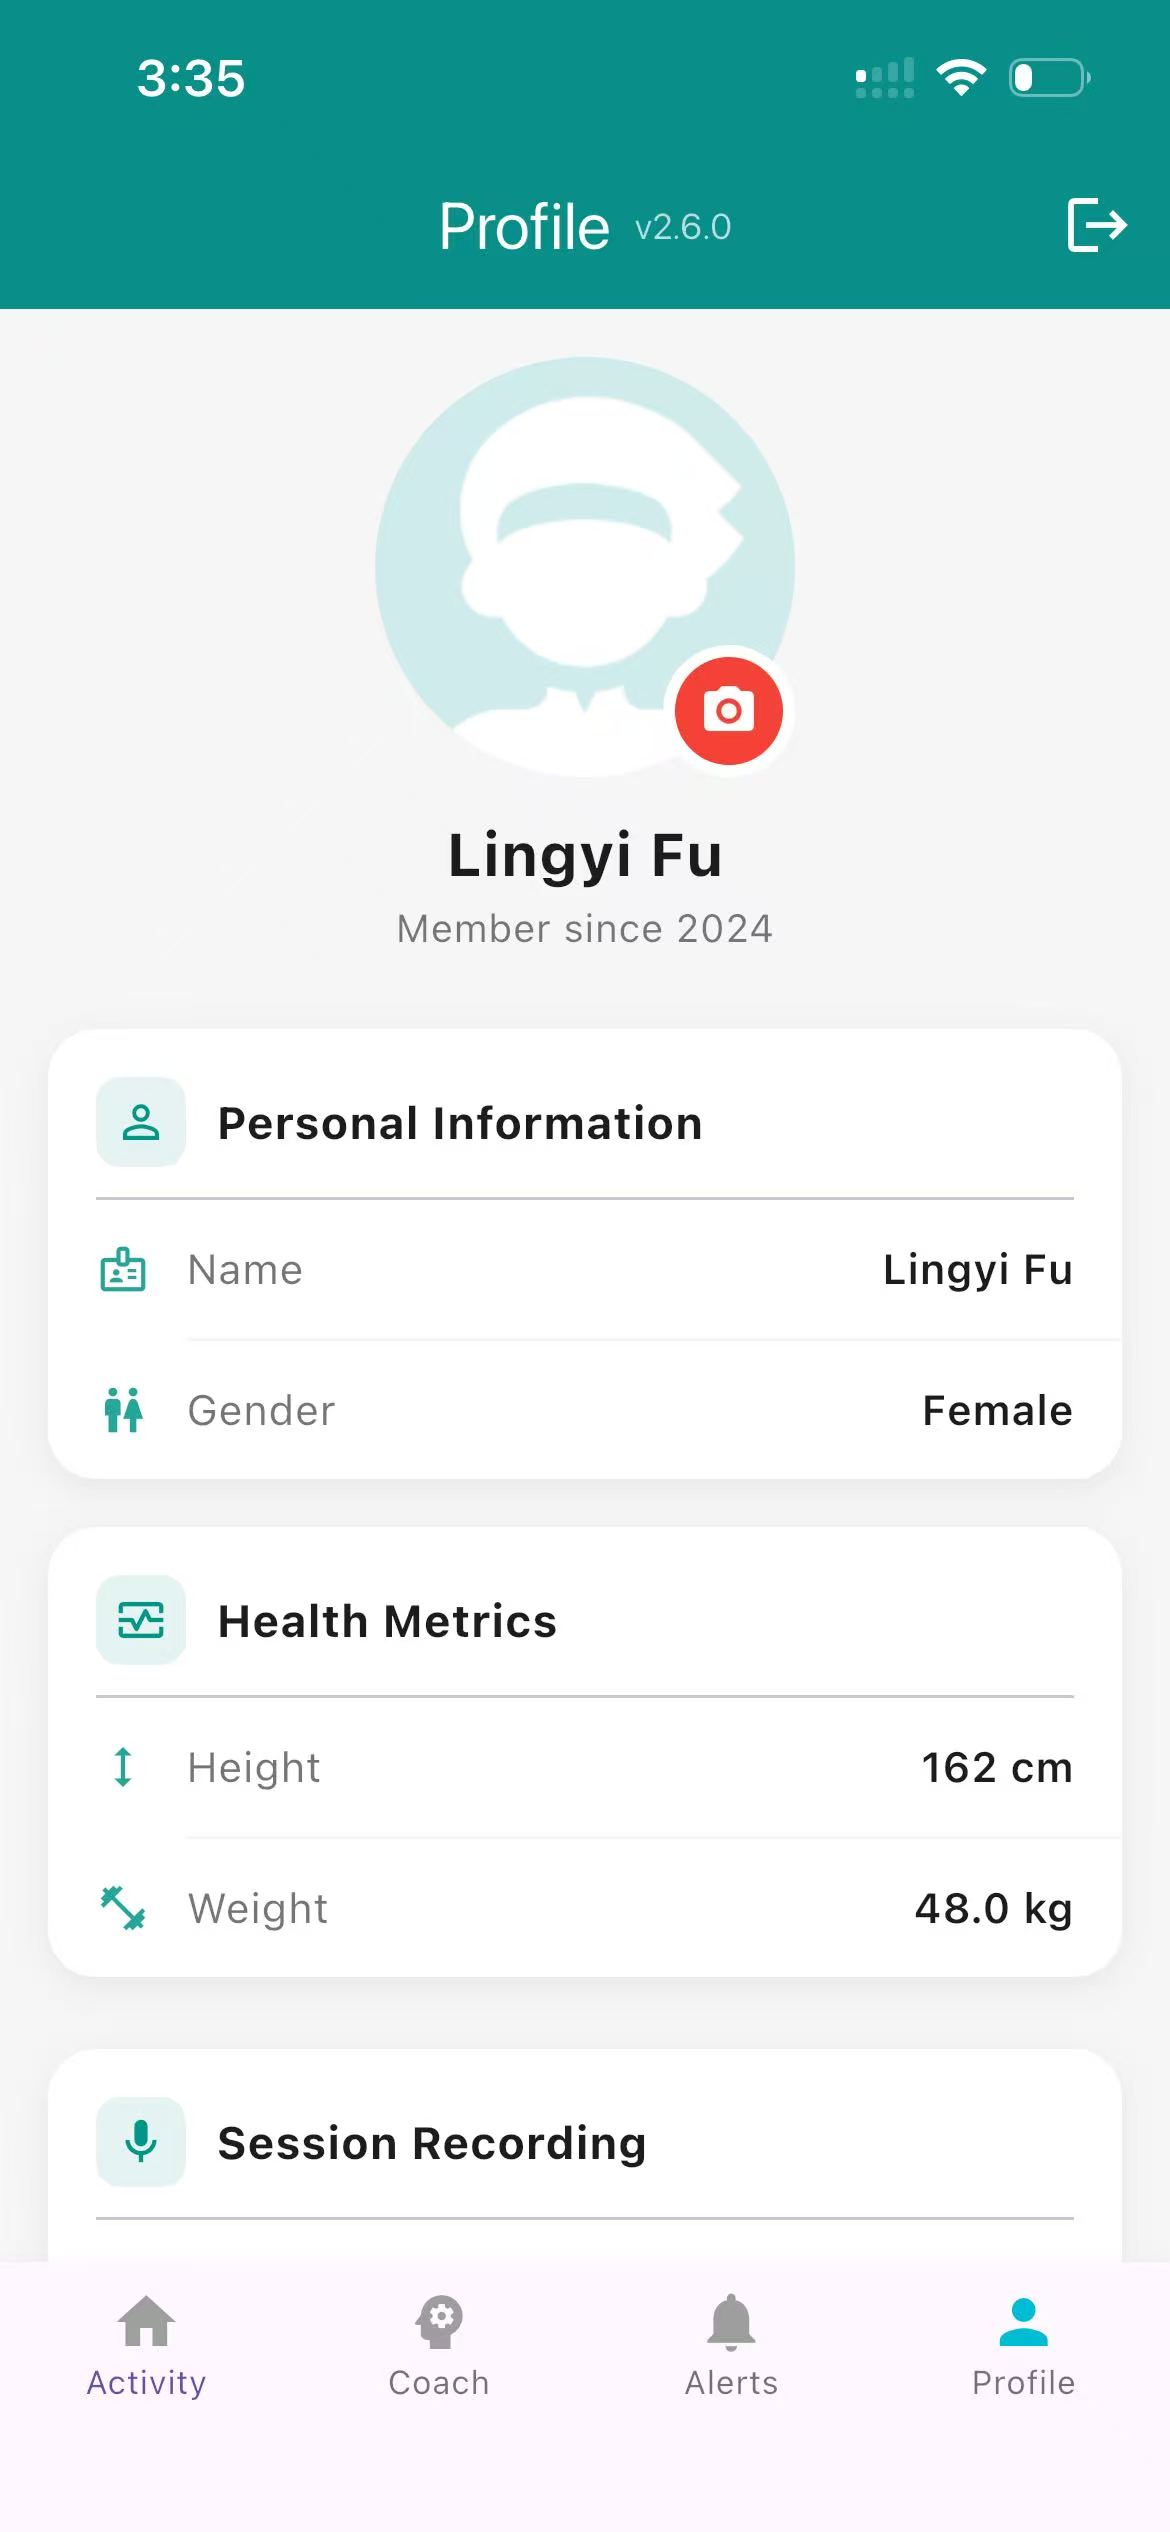 3:35
Profile v2.6.0
Lingyi Fu
Member since 2024
Personal Information
Name Lingyi Fu
Gender Female
Health Metrics
Height 162 cm
Weight 48.0 kg
Session Recording
Activity Coach Alerts Profile